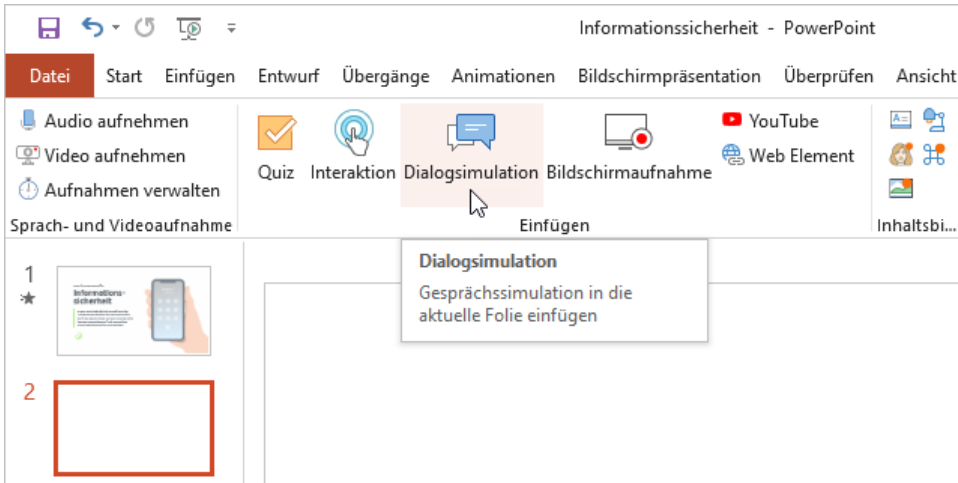 Informationssicherheit - PowerPoint
Datei Start Einfügen Entwurf Übergänge Animationen Bildschirmpräsentation Überprüfen Ansicht
Audio aufnehmen
Video aufnehmen
Aufnahmen verwalten
Sprach- und Videoaufnahme
Quiz Interaktion Dialogsimulation Bildschirmaufnahme
YouTube
Web Element
Einfügen
Inhaltsbi...
Dialogsimulation
Gesprächssimulation in die
aktuelle Folie einfügen
1
Informations-
sicherheit
2